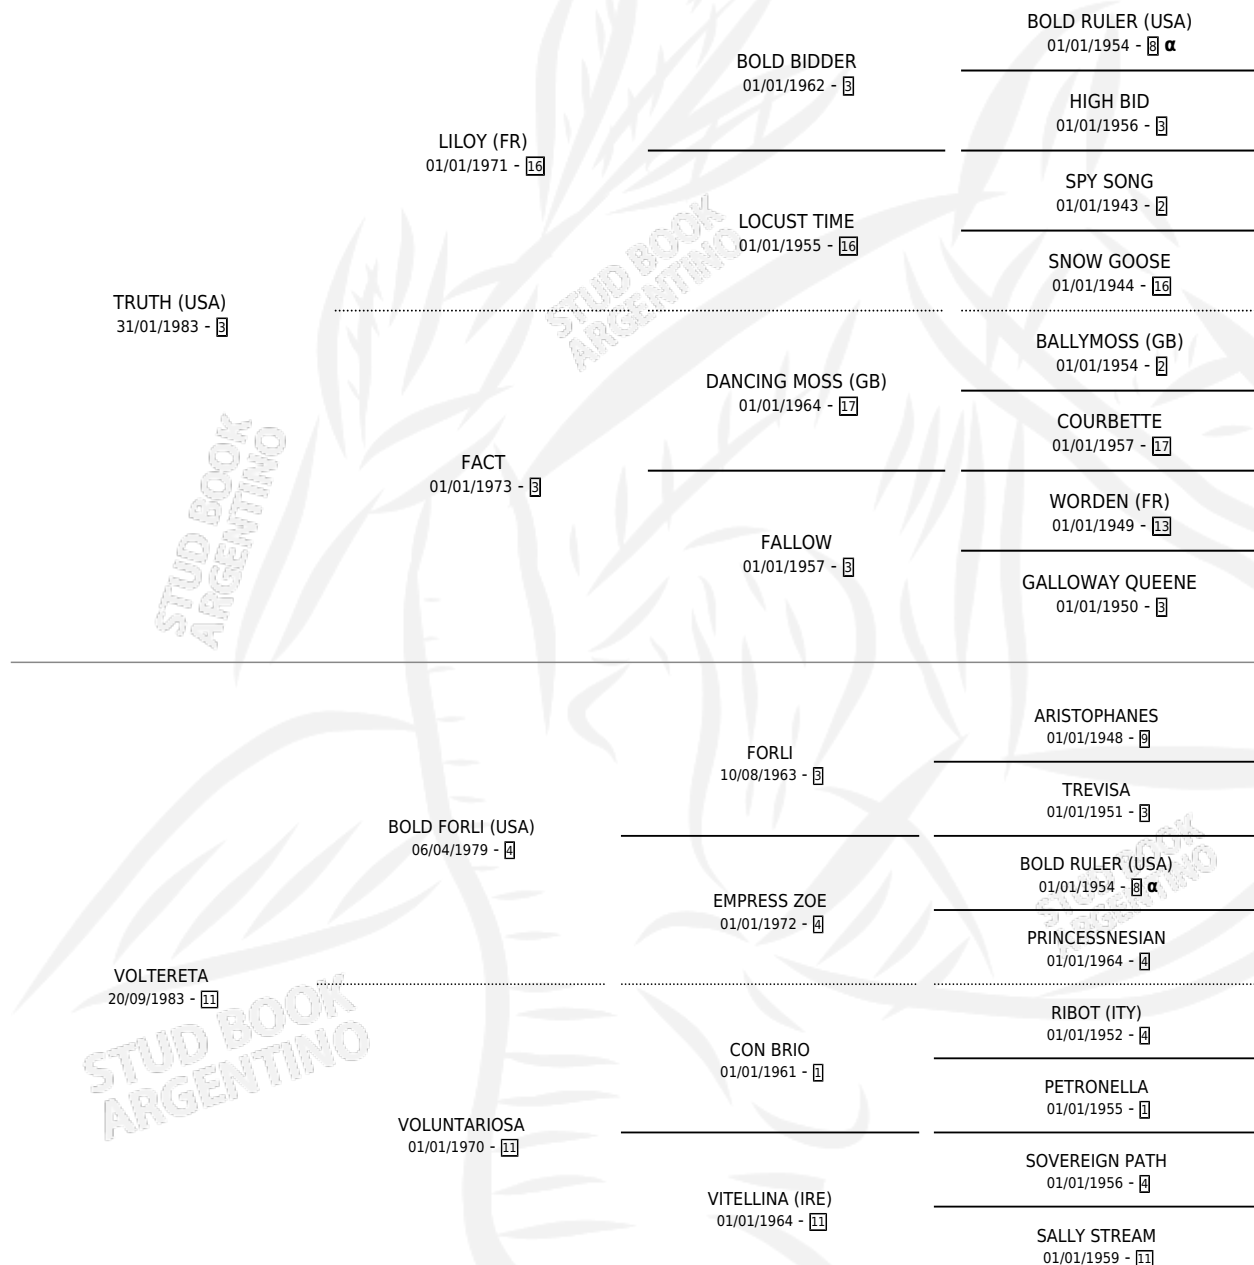 BOLD RULER (USA)
01/01/1954 - 8 α
BOLD BIDDER
01/01/1962 - 3
HIGH BID
01/01/1956 - 3
LILOY (FR)
01/01/1971 - 16
SPY SONG
01/01/1943 - 2
LOCUST TIME
01/01/1955 - 16
SNOW GOOSE
01/01/1944 - 16
STUD BOOK
ARGENTINO
TRUTH (USA)
31/01/1983 - 3
BALLYMOSS (GB)
01/01/1954 - 2
DANCING MOSS (GB)
01/01/1964 - 17
COURBETTE
01/01/1957 - 17
FACT
01/01/1973 - 3
WORDEN (FR)
01/01/1949 - 13
FALLOW
01/01/1957 - 3
GALLOWAY QUEENE
01/01/1950 - 3
STUD BOOK
ARGENTINO
ARISTOPHANES
01/01/1948 - 9
FORLI
10/08/1963 - 3
TREVISA
01/01/1951 - 3
BOLD FORLI (USA)
06/04/1979 - 4
BOLD RULER (USA)
01/01/1954 - 8 α
EMPRESS ZOE
01/01/1972 - 4
PRINCESSNESIAN
01/01/1964 - 4
STUD BOOK
ARGENTINO
VOLTERETA
20/09/1983 - 11
RIBOT (ITY)
01/01/1952 - 4
CON BRIO
01/01/1961 - 1
PETRONELLA
01/01/1955 - 1
VOLUNTARIOSA
01/01/1970 - 11
SOVEREIGN PATH
01/01/1956 - 4
VITELLINA (IRE)
01/01/1964 - 11
SALLY STREAM
01/01/1959 - 11
STUD BOOK
ARGENTINO